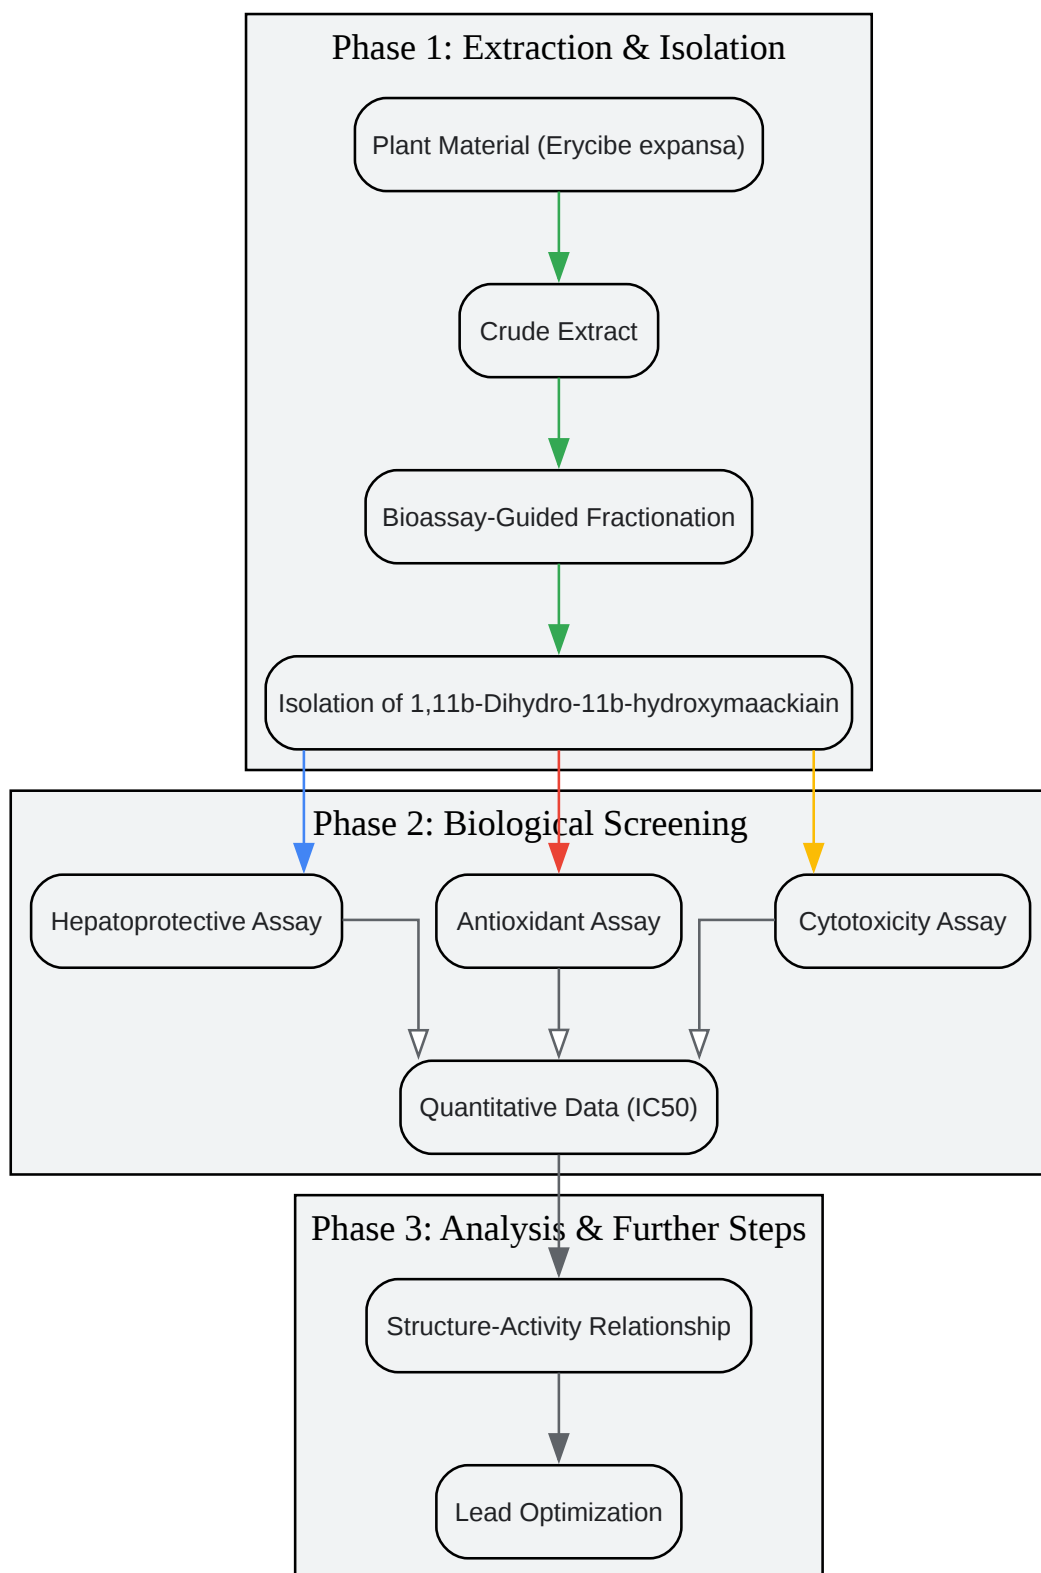 Phase 1: Extraction & Isolation
Plant Material (Erycibe expansa)
Crude Extract
Bioassay-Guided Fractionation
Isolation of 1,11b-Dihydro-11b-hydroxymaackiain
Phase 2: Biological Screening
Hepatoprotective Assay
Antioxidant Assay
Cytotoxicity Assay
Quantitative Data (IC50)
Phase 3: Analysis & Further Steps
Structure-Activity Relationship
Lead Optimization